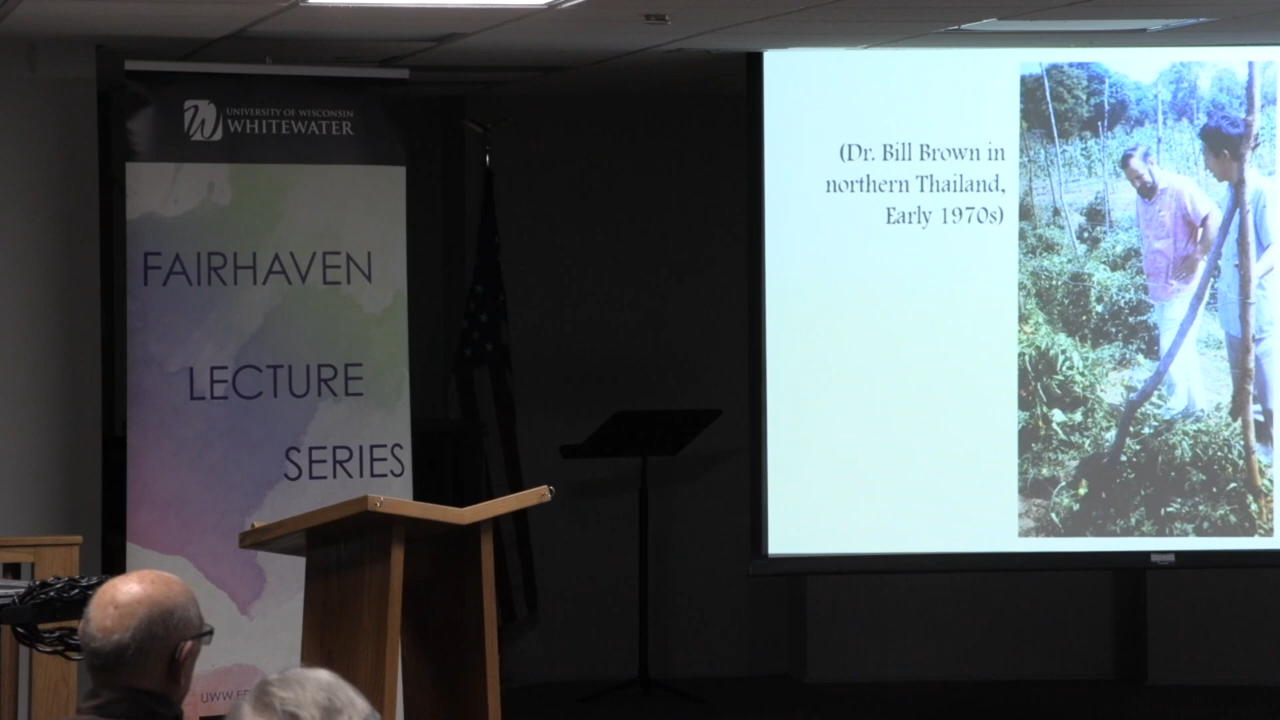 UNIVERSITY OF WISCONSIN
WHITEWATER
FAIRHAVEN
LECTURE
SERIES
(Dr. Bill Brown in
northern Thailand,
Early 1970s)